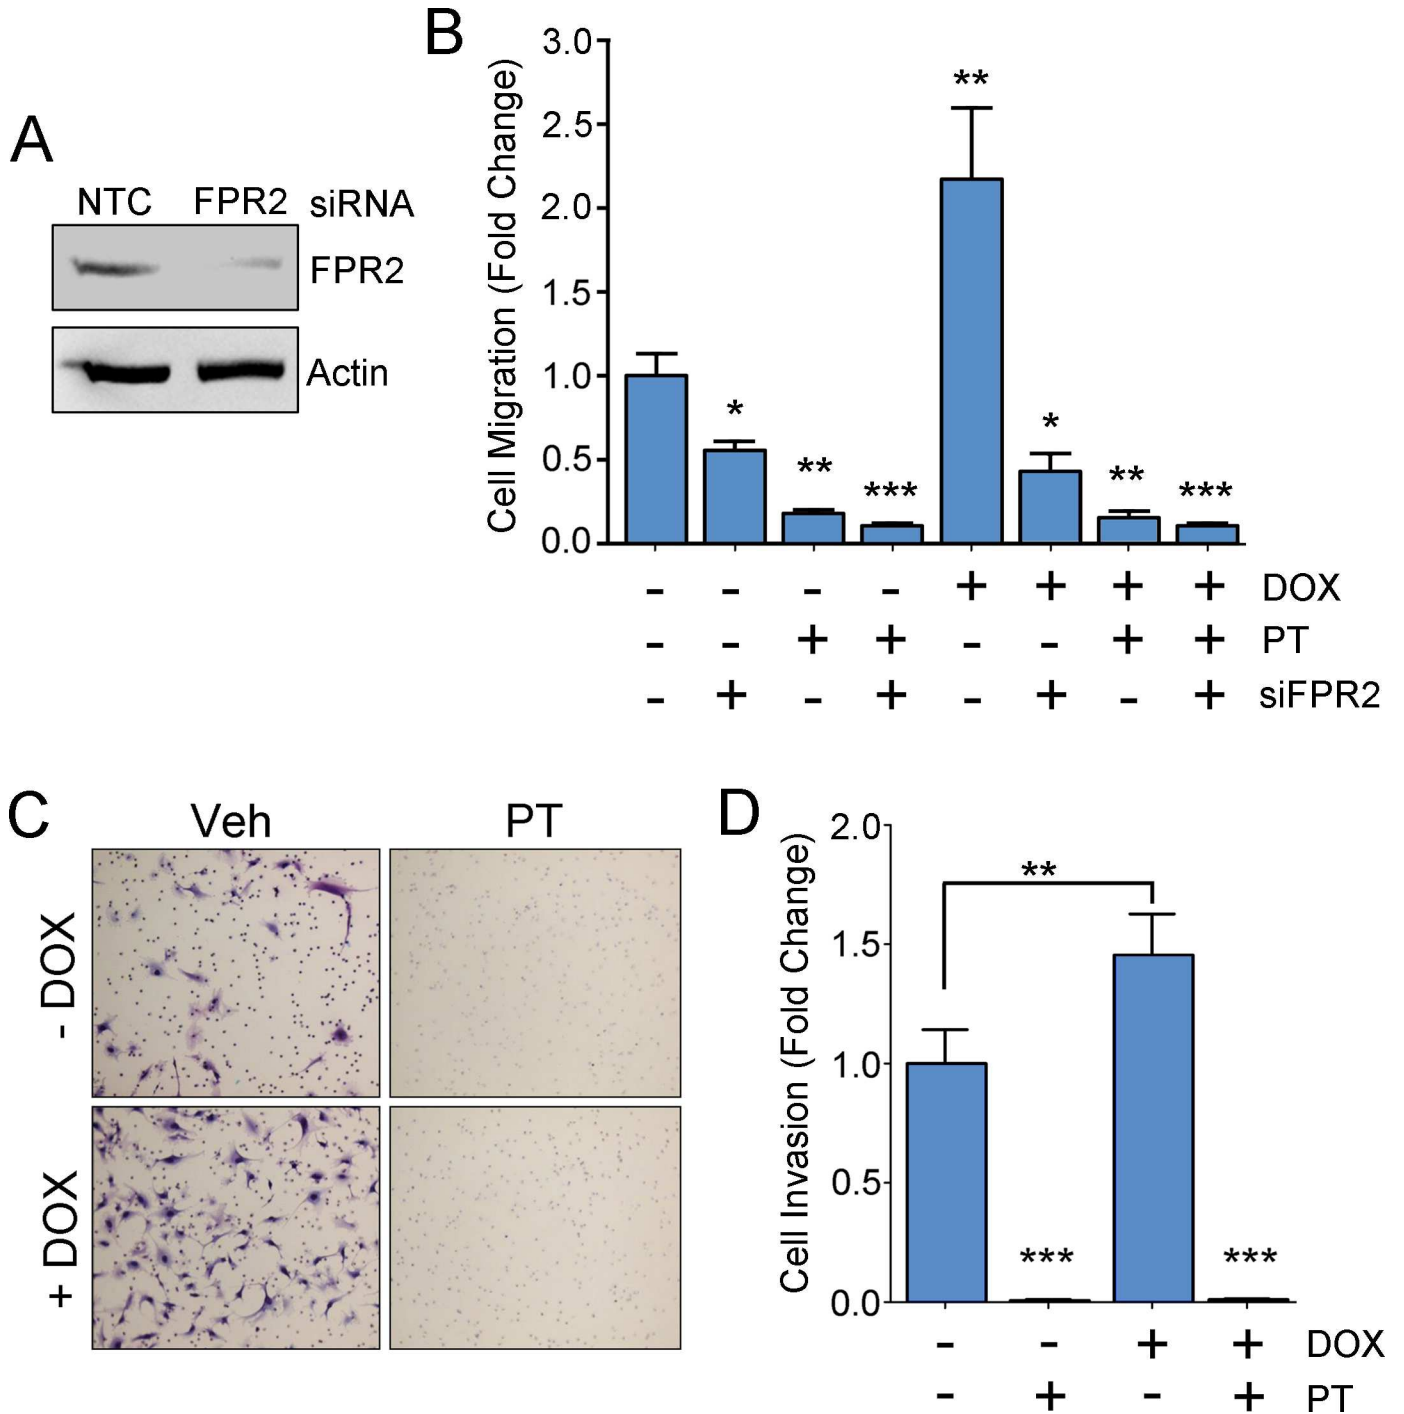 A
NTC FPR2 siRNA
FPR2
Actin
B
Cell Migration (Fold Change)
3.0
2.5
2.0
1.5
1.0
0.5
0.0
* ** *** ** * ** ***
- - - - + + + + DOX
- - + + - - + + PT
- + - + - + - + siFPR2
C
Veh PT
- DOX
+ DOX
D
Cell Invasion (Fold Change)
2.0
1.5
1.0
0.5
0.0
**
*** ***
- - + + DOX
- + - + PT